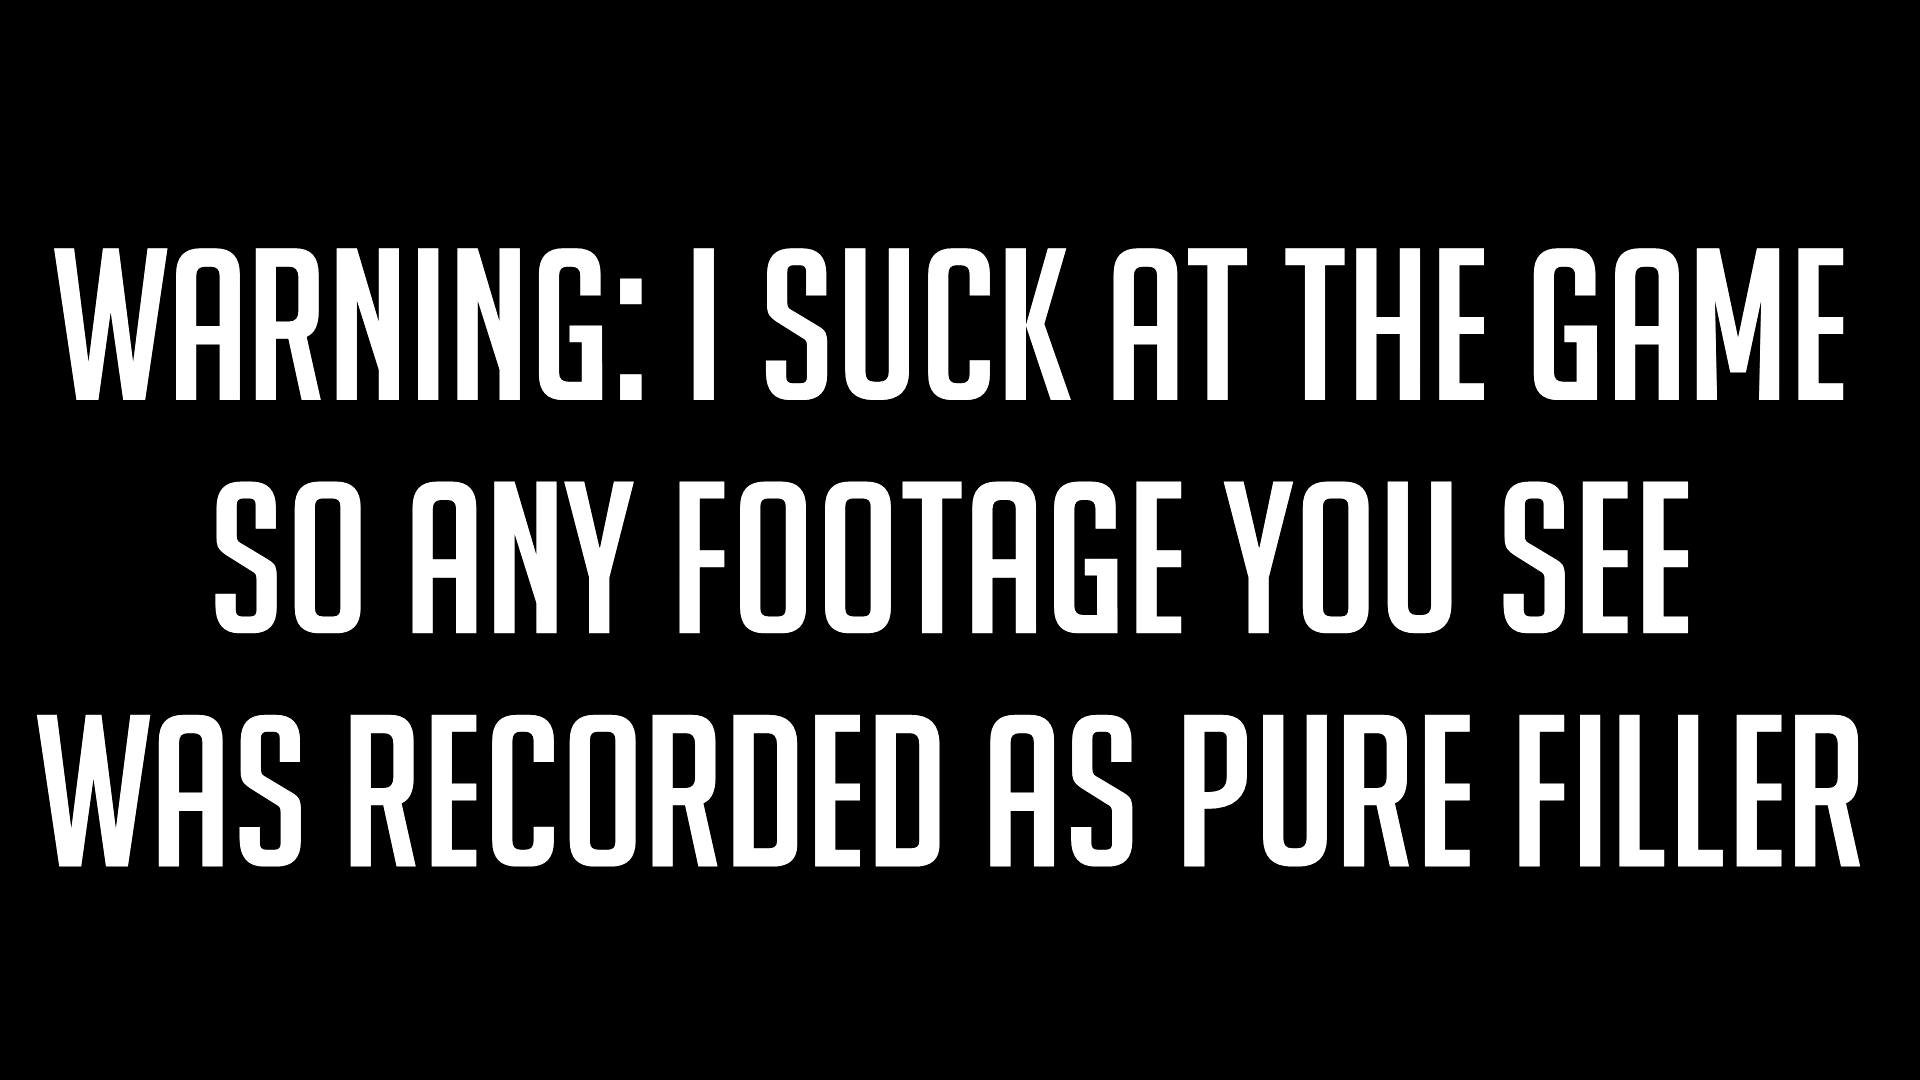 WARNING: I SUCK AT THE GAME
SO ANY FOOTAGE YOU SEE
WAS RECORDED AS PURE FILLER